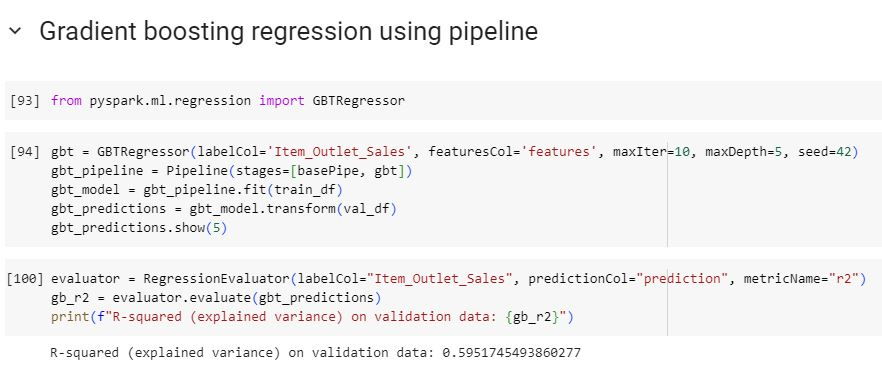 Gradient boosting regression using pipeline
[93] from pyspark.ml.regression import GBTRegressor
[94] gbt = GBTRegressor(labelCol='Item_Outlet_Sales', featuresCol='features', maxIter=10, maxDepth=5, seed=42)
gbt_pipeline = Pipeline(stages=[basePipe, gbt])
gbt_model = gbt_pipeline.fit(train_df)
gbt_predictions = gbt_model.transform(val_df)
gbt_predictions.show(5)
[100] evaluator = RegressionEvaluator(labelCol="Item_Outlet_Sales", predictionCol="prediction", metricName="r2")
gb_r2 = evaluator.evaluate(gbt_predictions)
print(f"R-squared (explained variance) on validation data: {gb_r2}")
R-squared (explained variance) on validation data: 0.5951745493860277